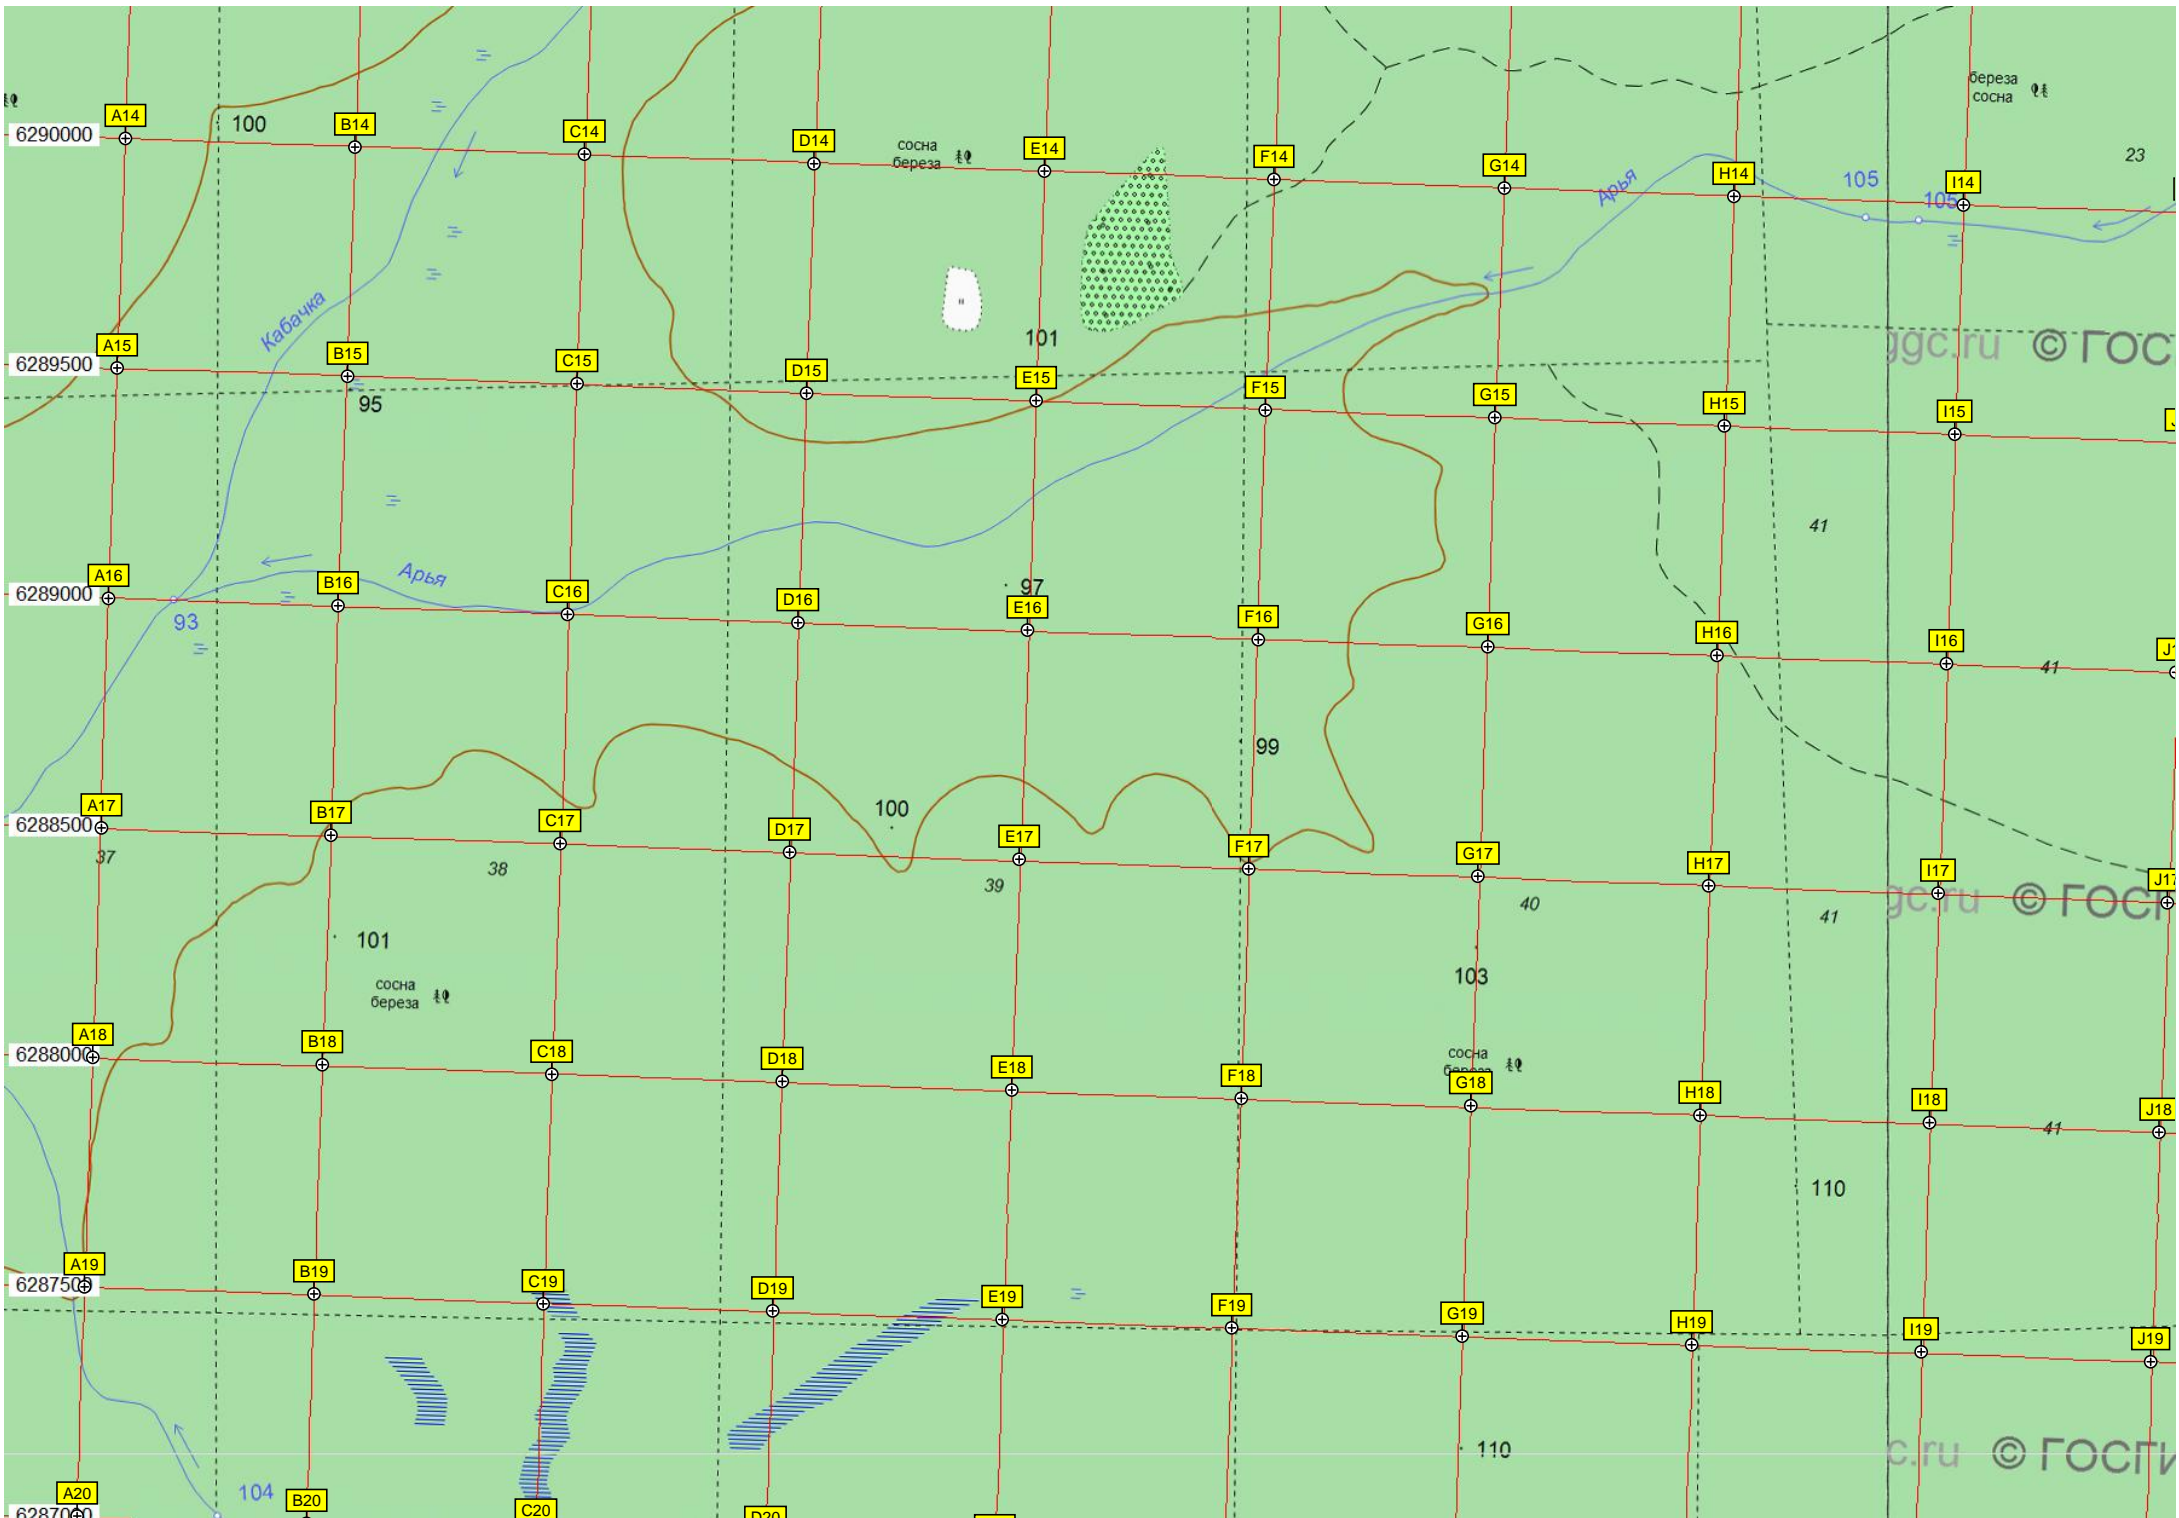 береза
сосна
A14
100
B14
C14
D14
сосна
береза
E14
F14
G14
Арья
H14
105
105
I14
23
6290000
Кабачка
101
ggc.ru © ГОС
A15
6289500
B15
C15
D15
E15
F15
G15
H15
I15
95
41
Арья
97
A16
6289000
B16
C16
D16
E16
F16
G16
H16
I16
41
93
99
A17
6288500
B17
C17
100
D17
E17
F17
G17
H17
I17
J17
37
38
39
40
41
gc.ru © ГОСГ
101
сосна
береза
103
A18
6288000
B18
C18
D18
E18
F18
сосна
береза
G18
H18
I18
J18
41
110
A19
6287500
B19
C19
D19
E19
F19
G19
H19
I19
J19
110
c.ru © ГОСГИ
104
A20
6287000
B20
C20
D20